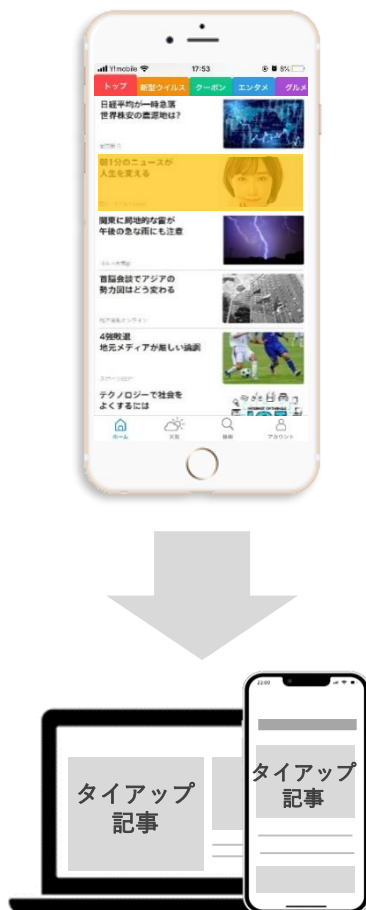 Y!mobile 17:53 8%
トップ 新型ウイルス クーポン エンタメ グルメ
日経平均が一時急落
世界株安の震源地は?
朝1分のニュースが
人生を変える
関東に局地的な雷が
午後の急な雨にも注意
首脳会談でアジアの
勢力図はどう変わる
4強敗退
地元メディアが厳しい論調
テクノロジーで社会を
よくするには
INTERNET OF THINGS
ホーム 天気 検索 アカウント
22:00
タイアップ
記事
タイアップ
記事